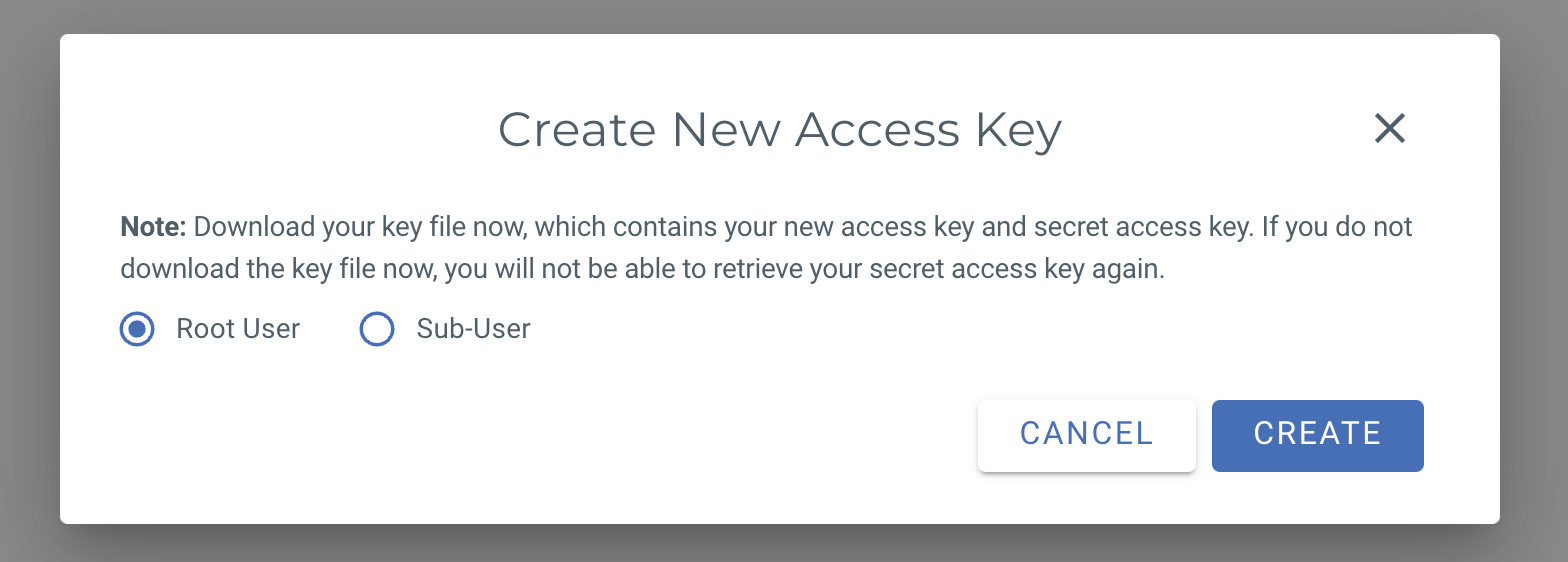 Create New Access Key
Note: Download your key file now, which contains your new access key and secret access key. If you do not
download the key file now, you will not be able to retrieve your secret access key again.
Root User Sub-User
CANCEL CREATE